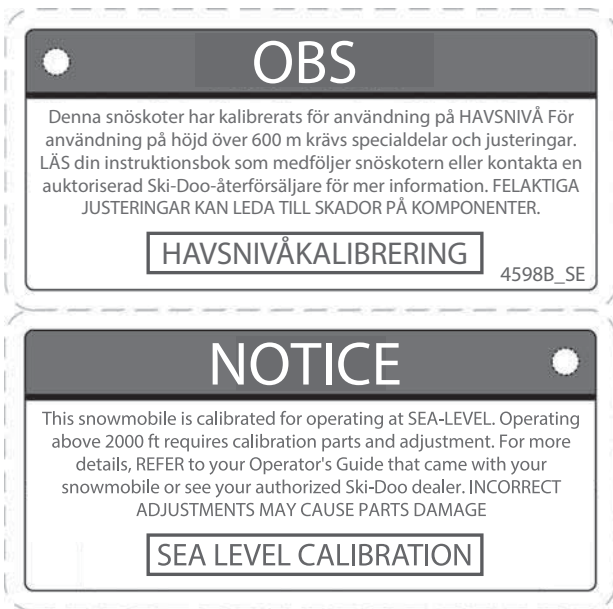 OBS
Denna snöskoter har kalibrerats för användning på HAVSNIVÅ För
användning på höjd över 600 m krävs specialdelar och justeringar.
LÄS din instruktionsbok som medföljer snöskotern eller kontakta en
auktoriserad Ski-Doo-återförsäljare för mer information. FELAKTIGA
JUSTERINGAR KAN LEDA TILL SKADOR PÅ KOMPONENTER.
HAVSNIVÅKALIBRERING
4598B_SE
NOTICE
This snowmobile is calibrated for operating at SEA-LEVEL. Operating
above 2000 ft requires calibration parts and adjustment. For more
details, REFER to your Operator's Guide that came with your
snowmobile or see your authorized Ski-Doo dealer. INCORRECT
ADJUSTMENTS MAY CAUSE PARTS DAMAGE
SEA LEVEL CALIBRATION